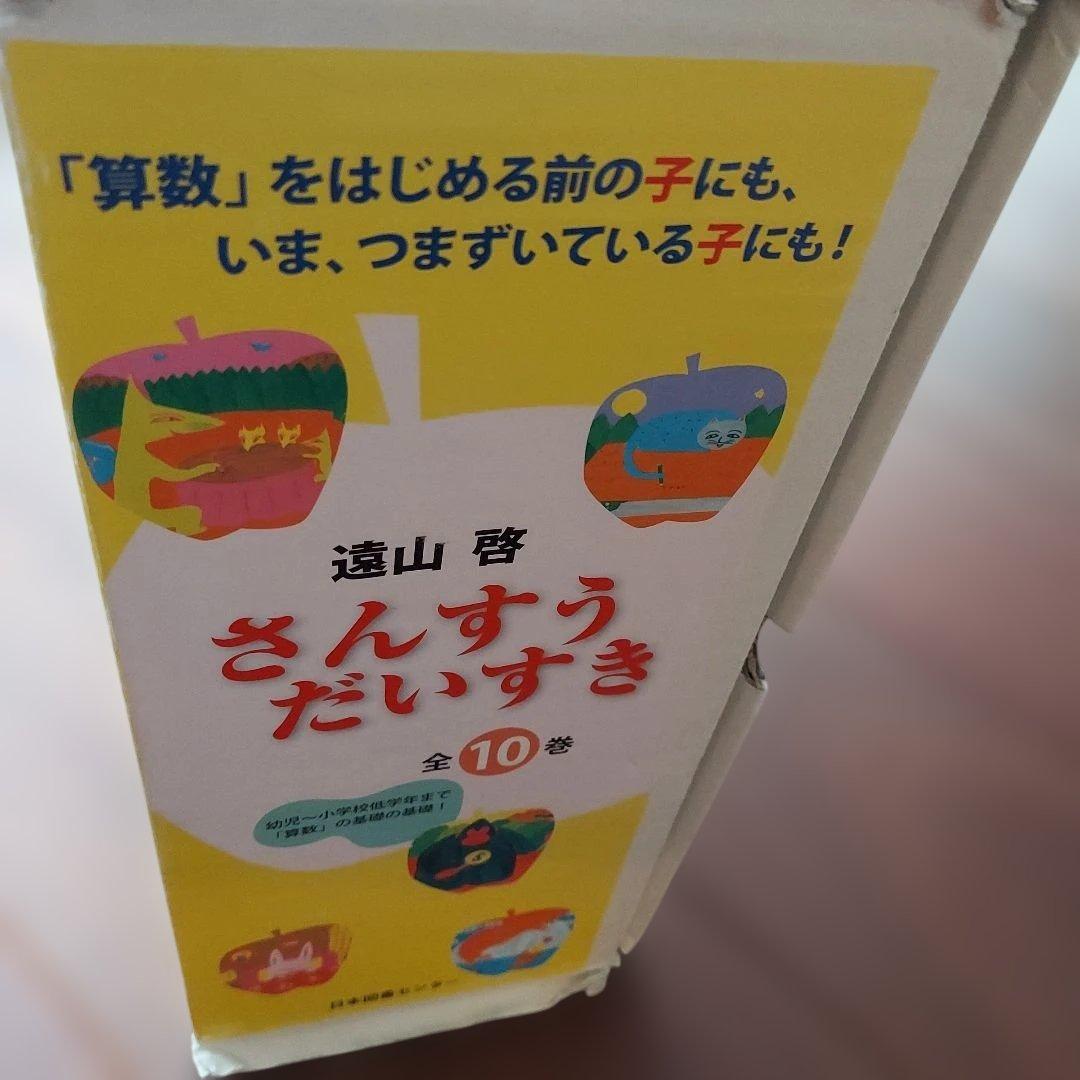 「算数」をはじめる前の子にも、
いま、つまずいている子にも!
遠山 啓
さんすう
だいすき
全10巻
幼児〜小学校低学年まで
「算数」の基礎の基礎!
日本図書センター